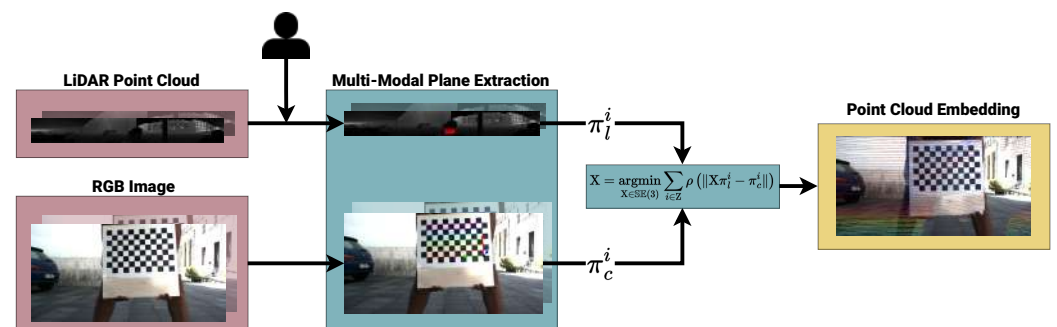 LiDAR Point Cloud
Multi-Modal Plane Extraction
Point Cloud Embedding
π_l^i
X = argmin_{X∈SE(3)} ∑_{i∈Z} ρ (‖Xπ_l^i − π_c^i‖)
RGB Image
π_c^i